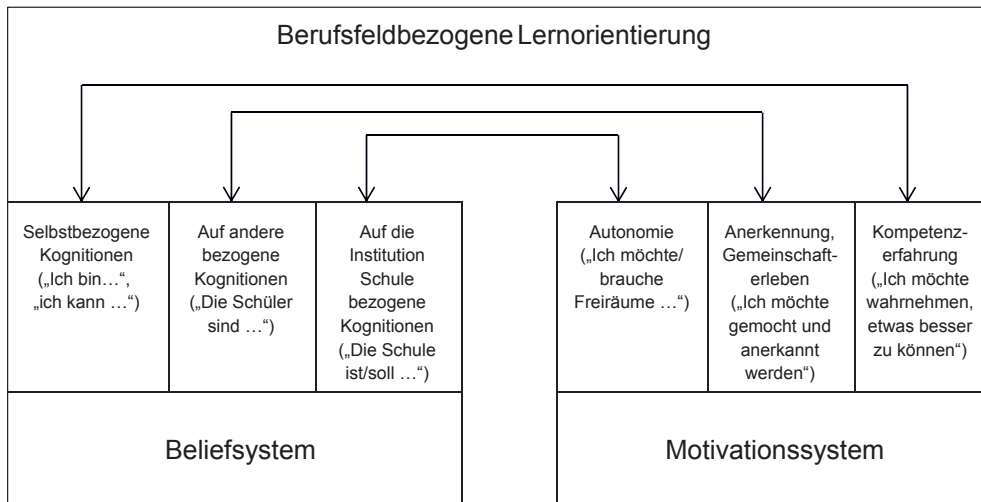 Berufsfeldbezogene Lernorientierung
Selbstbezogene
Kognitionen
(„Ich bin…“,
„ich kann …“)
Auf andere
bezogene
Kognitionen
(„Die Schüler
sind …“)
Auf die
Institution
Schule
bezogene
Kognitionen
(„Die Schule
ist/soll …“)
Autonomie
(„Ich möchte/
brauche
Freiräume …“)
Anerkennung,
Gemeinschaft-
erleben
(„Ich möchte
gemocht und
anerkannt
werden“)
Kompetenz-
erfahrung
(„Ich möchte
wahrnehmen,
etwas besser
zu können“)
Beliefsystem
Motivationssystem